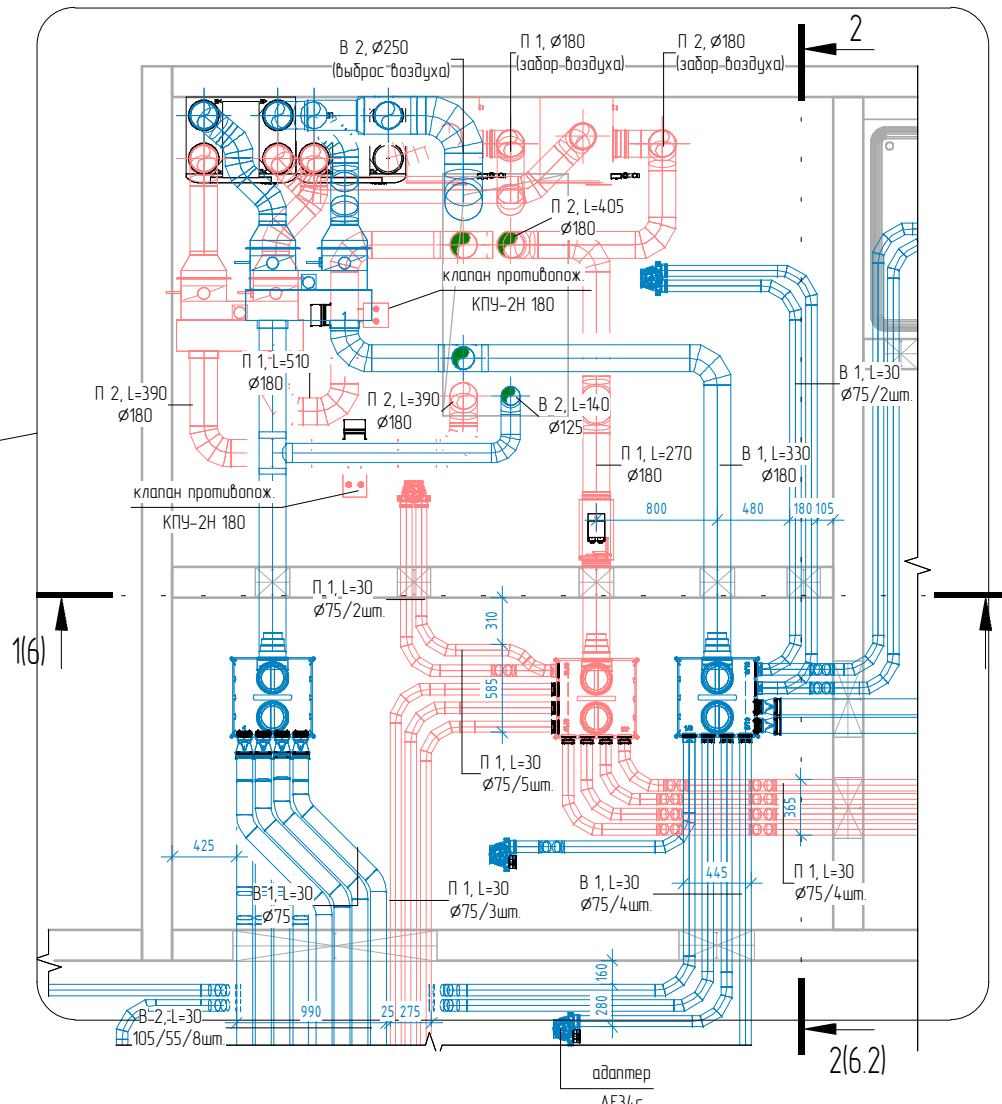 2
В 2, Ø250
(выброс воздуха)
П 1, Ø180
(забор воздуха)
П 2, Ø180
(забор воздуха)
П 2, L=405
Ø180
клапан противопож.
КПУ-2Н 180
П 1, L=510
Ø180
П 2, L=390
Ø180
П 2, L=390
Ø180
В 2, L=140
Ø125
В 1, L=30
Ø75/2шт.
П 1, L=270
Ø180
В 1, L=330
Ø180
клапан противопож.
КПУ-2Н 180
800
480
180
105
П 1, L=30
Ø75/2шт.
310
585
1(6)
П 1, L=30
Ø75/5шт.
365
425
В 1, L=30
Ø75
П 1, L=30
Ø75/3шт.
В 1, L=30
Ø75/4шт.
445
П 1, L=30
Ø75/4шт.
160
280
990
25
275
В 2, L=30
105/55/8шт.
2(6.2)
адаптер